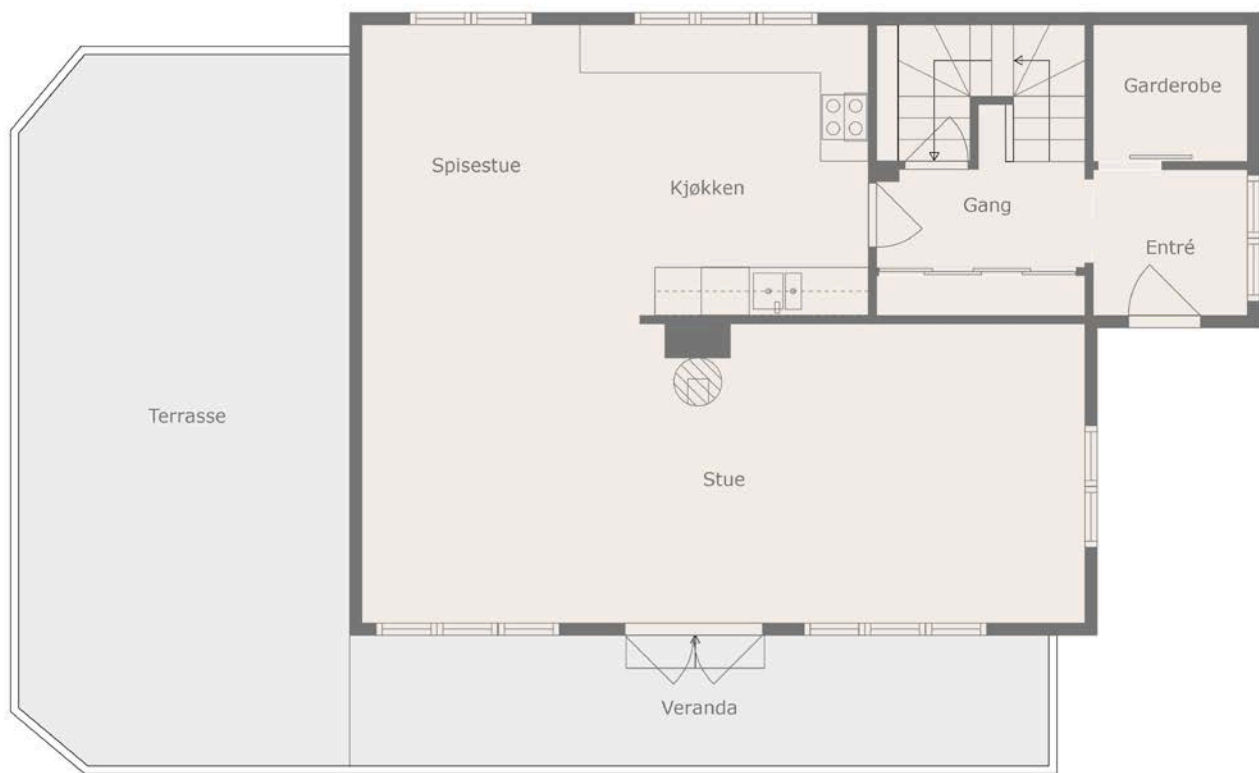 Garderobe
Spisestue
Kjøkken
Gang
Entré
Terrasse
Stue
Veranda